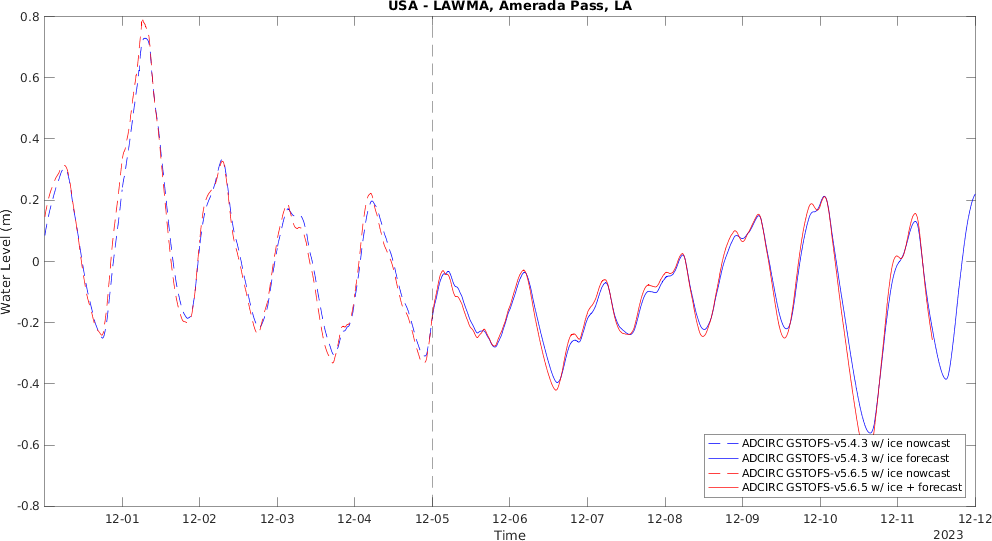 USA - LAWMA, Amerada Pass, LA
0.8
0.6
0.4
0.2
0
-0.2
-0.4
-0.6
-0.8
Water Level (m)
ADCIRC GSTOFS-v5.4.3 w/ ice nowcast
ADCIRC GSTOFS-v5.4.3 w/ ice forecast
ADCIRC GSTOFS-v5.6.5 w/ ice nowcast
ADCIRC GSTOFS-v5.6.5 w/ ice + forecast
12-01 12-02 12-03 12-04 12-05 12-06 12-07 12-08 12-09 12-10 12-11 12-12
Time
2023